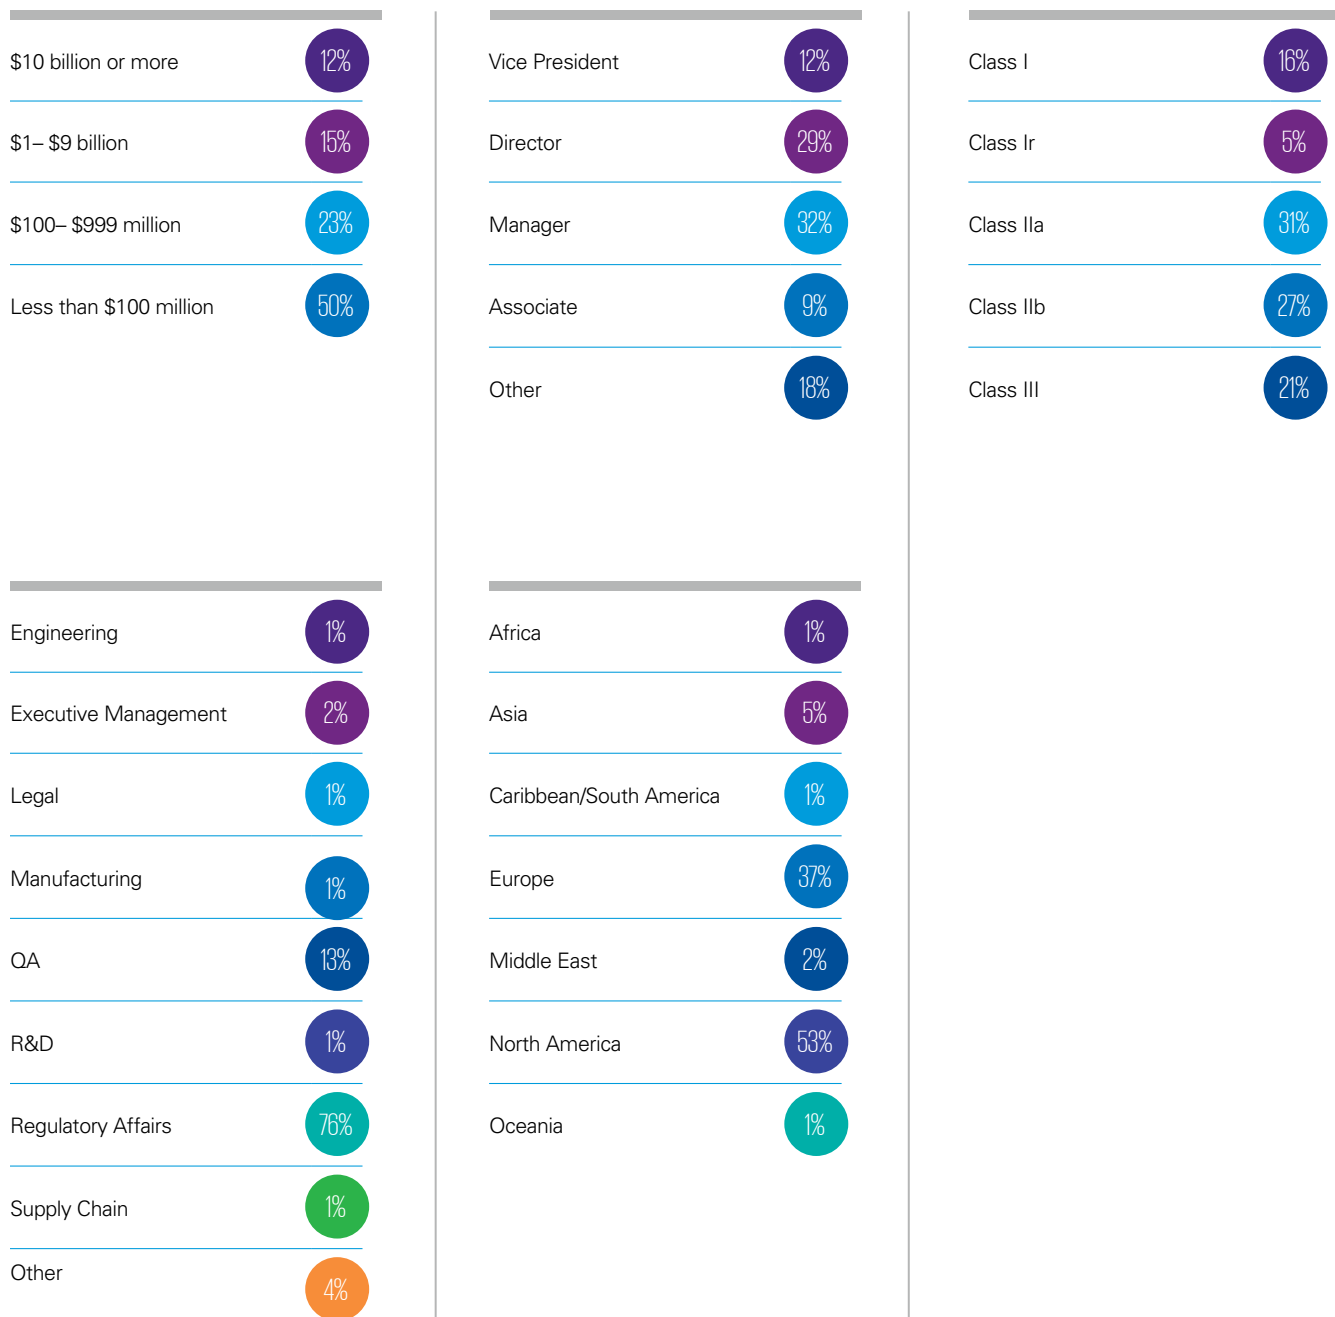 $10 billion or more 12%
$1– $9 billion 15%
$100– $999 million 23%
Less than $100 million 50%
Vice President 12%
Director 29%
Manager 32%
Associate 9%
Other 18%
Class I 16%
Class Ir 5%
Class IIa 31%
Class IIb 27%
Class III 21%
Engineering 1%
Executive Management 2%
Legal 1%
Manufacturing 1%
QA 13%
R&D 1%
Regulatory Affairs 76%
Supply Chain 1%
Other 4%
Africa 1%
Asia 5%
Caribbean/South America 1%
Europe 37%
Middle East 2%
North America 53%
Oceania 1%